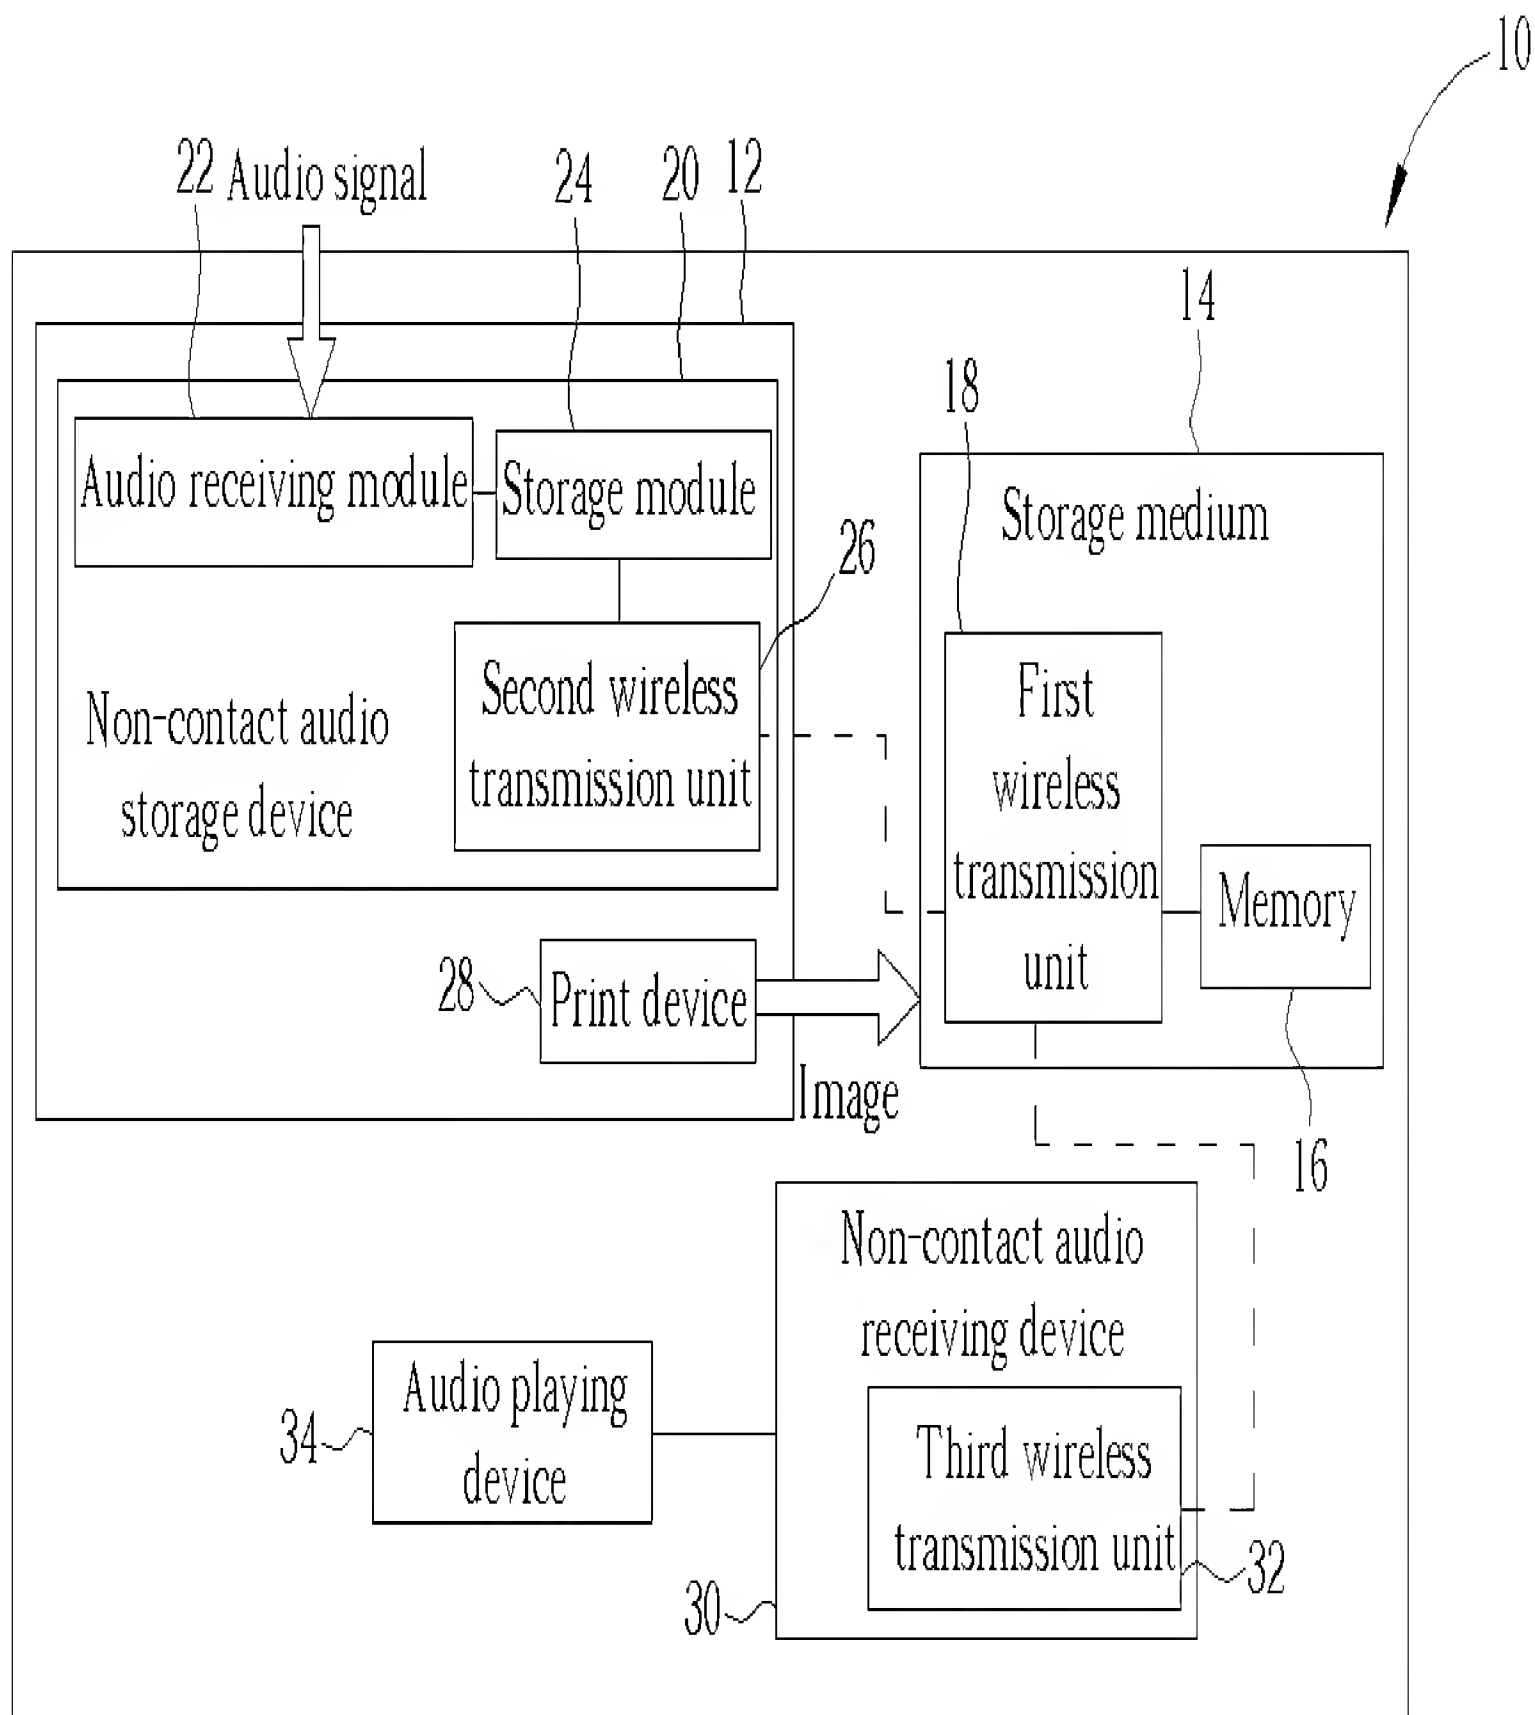 10
22 Audio signal 24 20 12
14
18
Audio receiving module
Storage module
Storage medium
26
Second wireless
transmission unit
Non-contact audio
storage device
First
wireless
transmission
unit
Memory
28
Print device
Image
16
Non-contact audio
receiving device
Audio playing
device
34
Third wireless
transmission unit
32
30